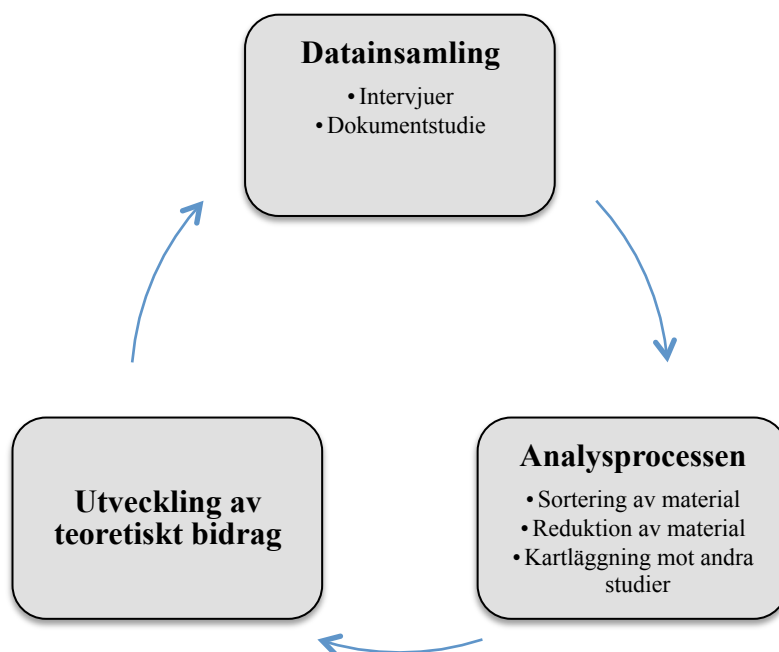 Datainsamling
• Intervjuer
• Dokumentstudie
Utveckling av
teoretiskt bidrag
Analysprocessen
• Sortering av material
• Reduktion av material
• Kartläggning mot andra
studier